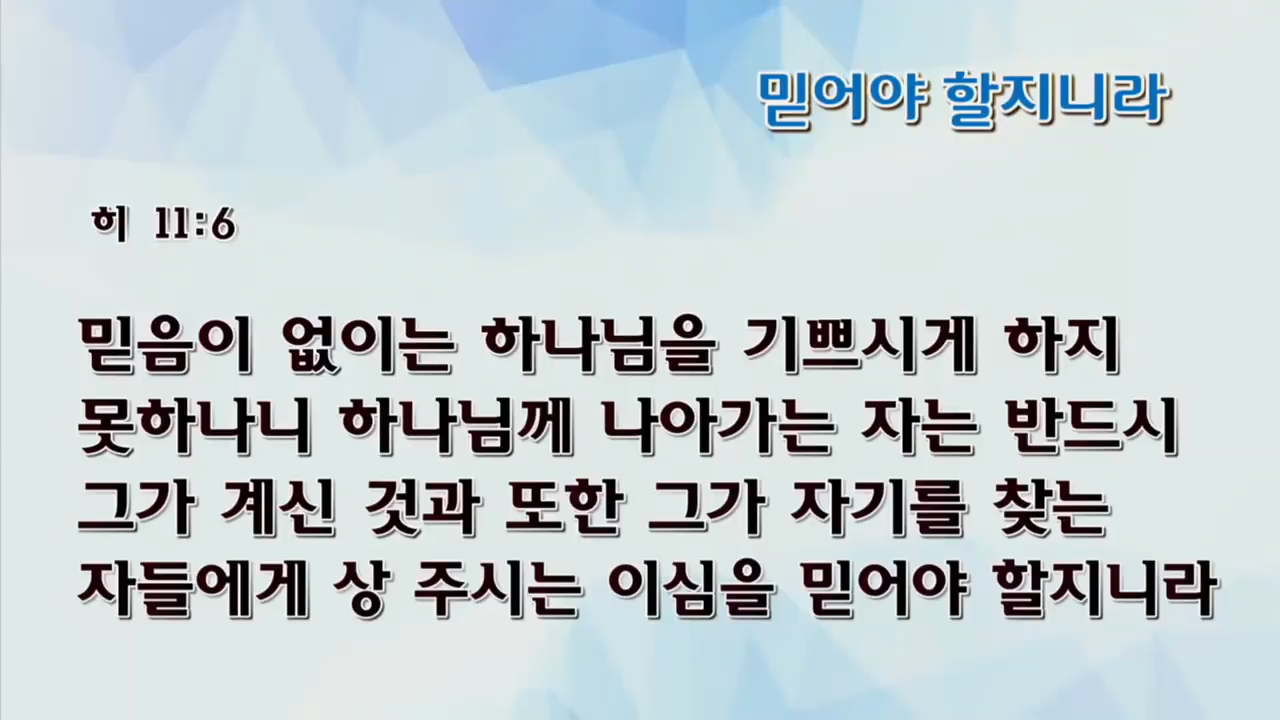 믿어야 할지니라
히 11:6
믿음이 없이는 하나님을 기쁘시게 하지
못하나니 하나님께 나아가는 자는 반드시
그가 계신 것과 또한 그가 자기를 찾는
자들에게 상 주시는 이심을 믿어야 할지니라